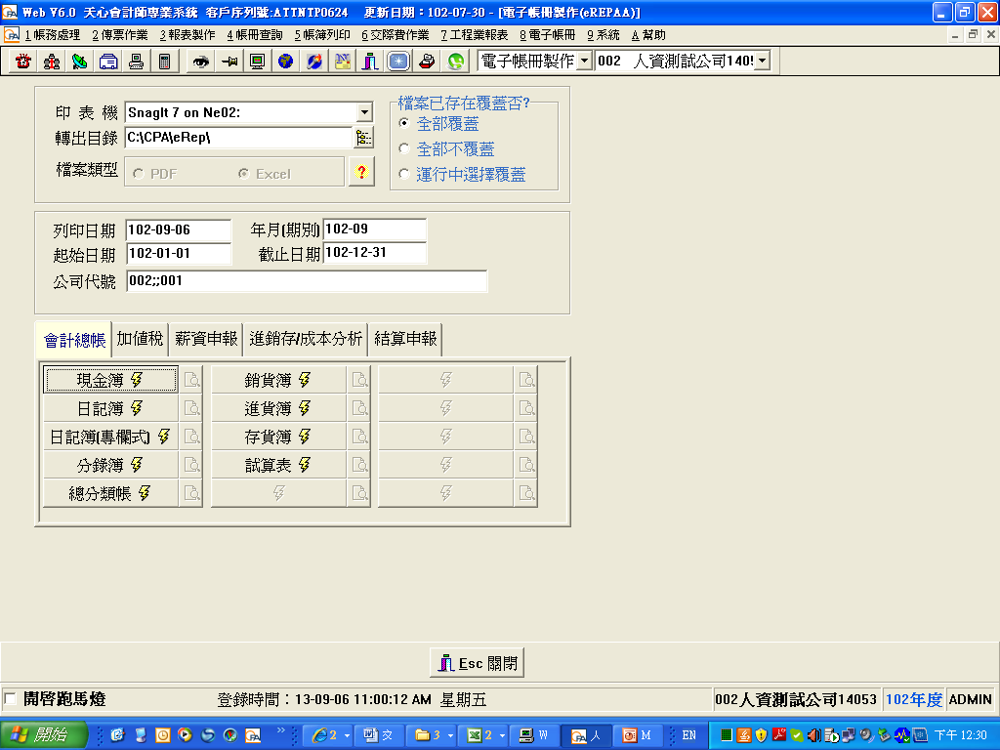 Web V6.0 天心會計師專業系統 客戶序列號:ATTNTP0624 更新日期：102-07-30 - [電子帳冊製作(eREPAA)]
1帳務處理 2傳票作業 3報表製作 4帳冊查詢 5帳簿列印 6交際費作業 7工程業報表 8電子帳冊 9系統 A幫助
電子帳冊製作 002 人資測試公司1405
印 表 機 SnagIt 7 on Ne02:
轉出目錄 C:\CPA\eRep\
檔案類型 PDF Excel ?
檔案已存在覆蓋否?
全部覆蓋
全部不覆蓋
運行中選擇覆蓋
列印日期 102-09-06 年月(期別) 102-09
起始日期 102-01-01 截止日期 102-12-31
公司代號 002;;001
會計總帳 加值稅 薪資申報 進銷存/成本分析 結算申報
現金簿 銷貨簿
日記簿 進貨簿
日記簿(專欄式) 存貨簿
分錄簿 試算表
總分類帳
Esc 關閉
開啓跑馬燈 登錄時間：13-09-06 11:00:12 AM 星期五 002人資測試公司14053 102年度 ADMIN
開始 2 交 3 2 W 人 M EN 下午 12:30